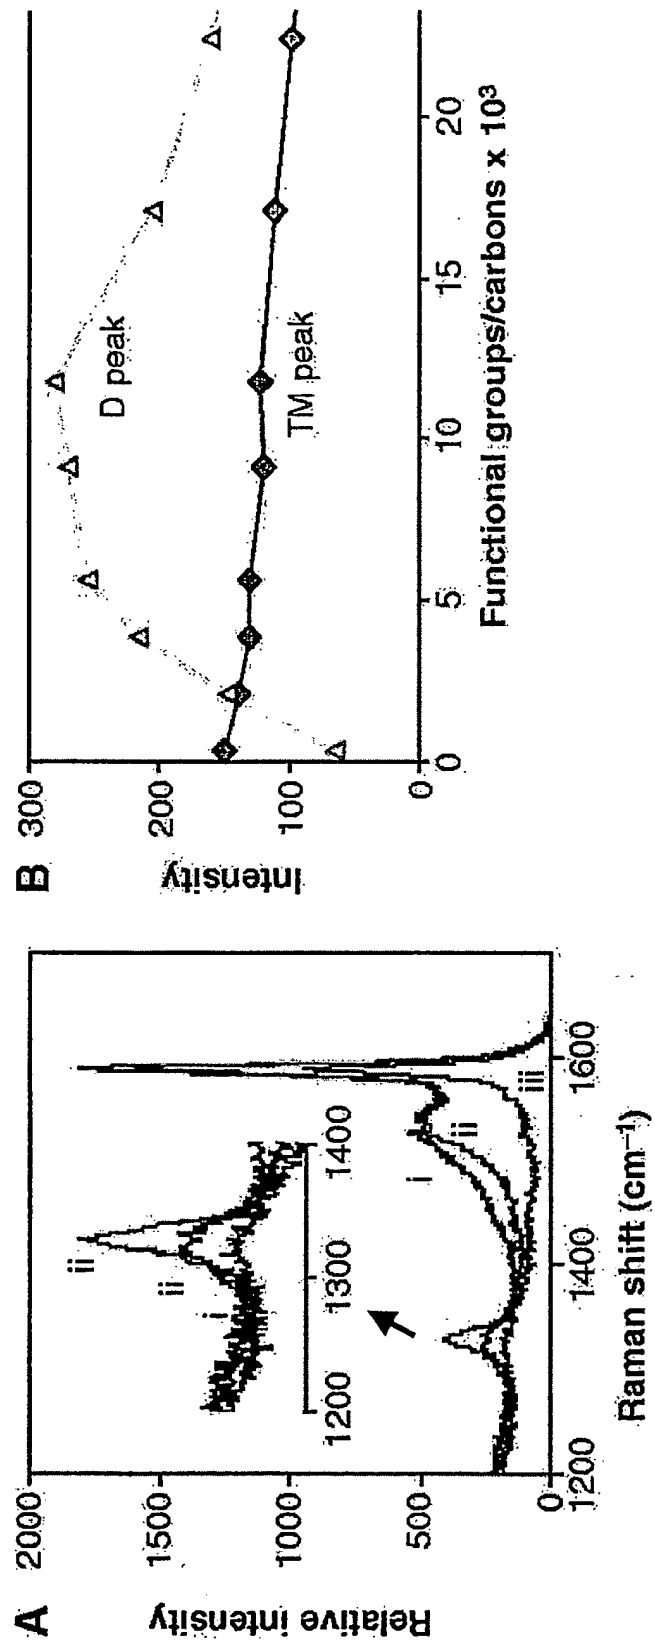 A
Relative intensity
2000
1500
1000
500
0
1200
1400
1600
Raman shift (cm⁻¹)
i
ii
iii
ii
ii
i
1200
1300
1400
B
Intensity
300
200
100
0
0
5
10
15
20
Functional groups/carbons x 10³
D peak
TM peak